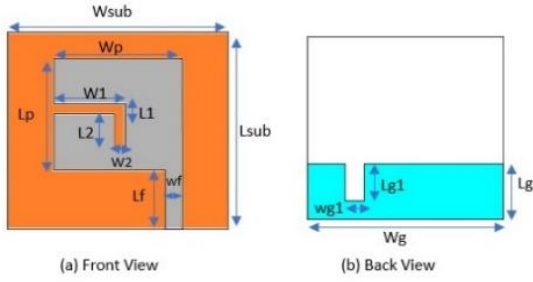 Wsub
Wp
W1
Lp
L1
L2
W2
wf
Lf
Lsub
Lg1
Lg
wg1
Wg
(a) Front View
(b) Back View